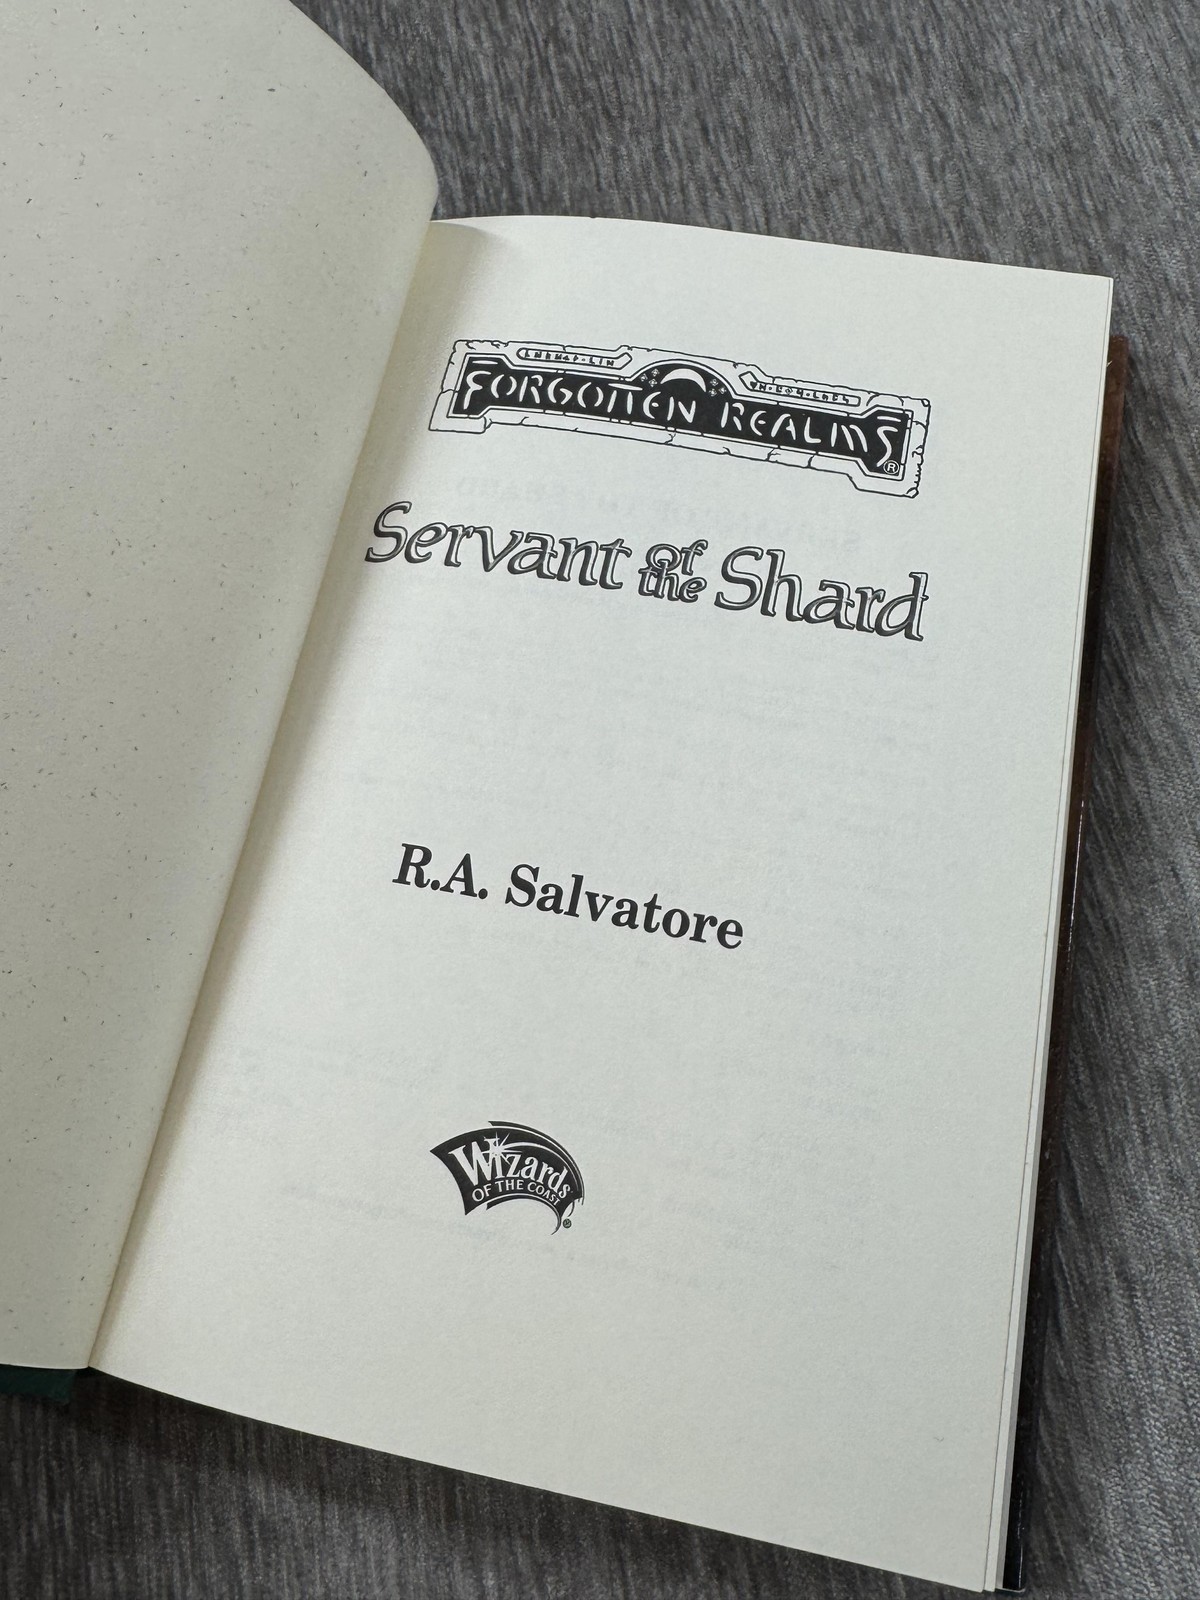 FORGOTTEN REALMS®
Servant of the Shard
R.A. Salvatore
Wizards
OF THE COAST®